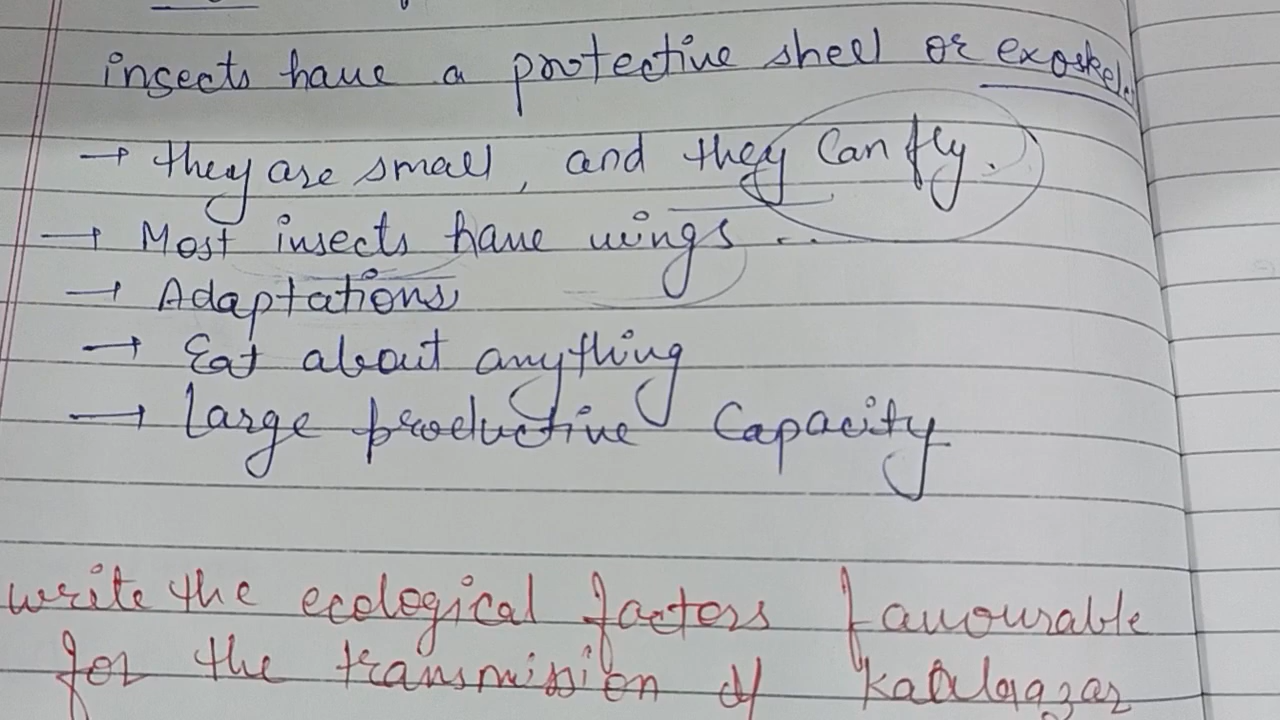 insects have a protective shell or exoskel.
→ they are small, and they can fly.
→ Most insects have wings ..
→ Adaptations
→ Eat about anything
→ Large productive Capacity
write the ecological factors favourable
for the transmission of kaalaazar